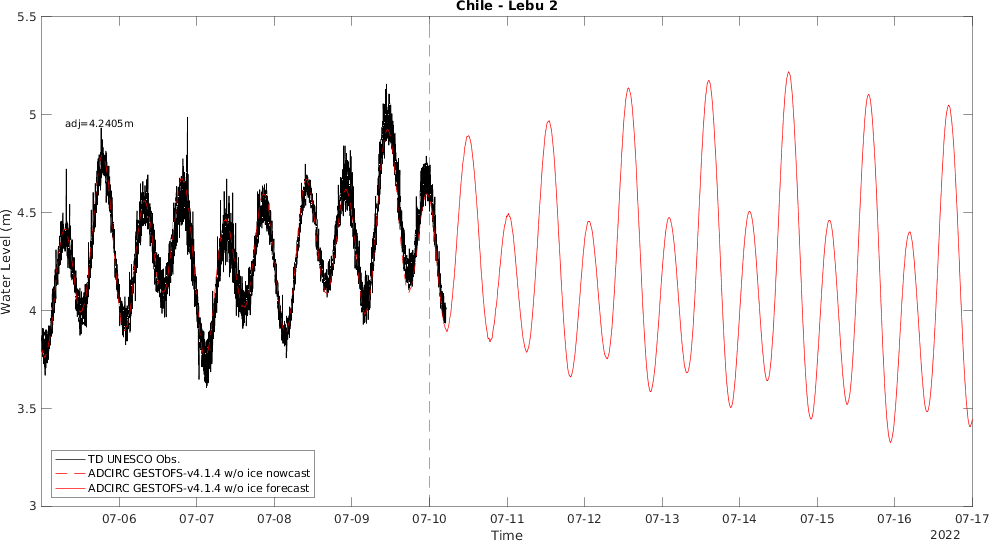 Chile - Lebu 2
5.5
5
4.5
4
3.5
3
Water Level (m)
adj=4.2405m
TD UNESCO Obs.
ADCIRC GESTOFS-v4.1.4 w/o ice nowcast
ADCIRC GESTOFS-v4.1.4 w/o ice forecast
07-06 07-07 07-08 07-09 07-10 07-11 07-12 07-13 07-14 07-15 07-16 07-17
Time
2022